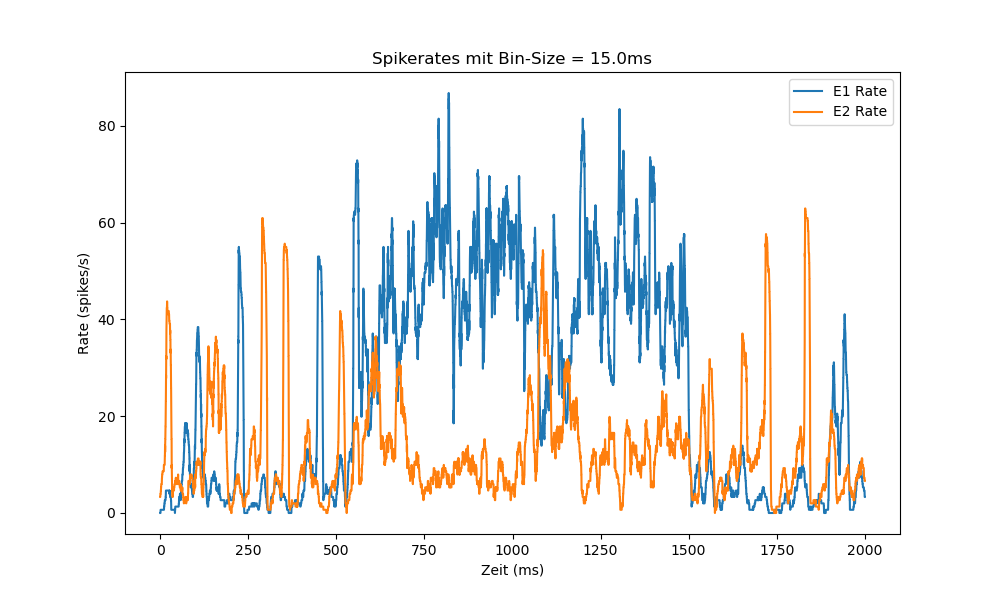 Spikerates mit Bin-Size = 15.0ms
E1 Rate
E2 Rate
Rate (spikes/s)
80
60
40
20
0
0 250 500 750 1000 1250 1500 1750 2000
Zeit (ms)